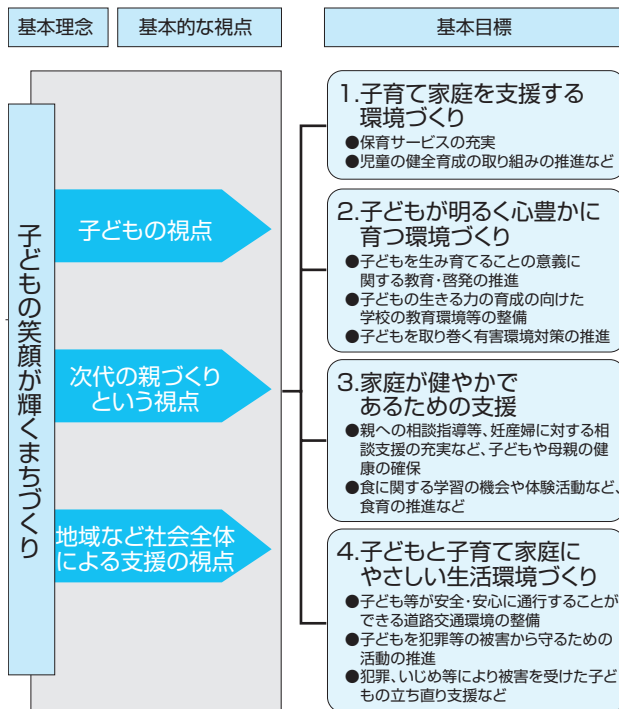 基本理念
基本的な視点
基本目標
子どもの笑顔が輝くまちづくり
子どもの視点
次代の親づくり
という視点
地域など社会全体
による支援の視点
1.子育て家庭を支援する
環境づくり
●保育サービスの充実
●児童の健全育成の取り組みの推進など
2.子どもが明るく心豊かに
育つ環境づくり
●子どもを生み育てることの意義に
関する教育・啓発の推進
●子どもの生きる力の育成の向けた
学校の教育環境等の整備
●子どもを取り巻く有害環境対策の推進
3.家庭が健やかで
あるための支援
●親への相談指導等、妊産婦に対する相
談支援の充実など、子どもや母親の健
康の確保
●食に関する学習の機会や体験活動など、
食育の推進など
4.子どもと子育て家庭に
やさしい生活環境づくり
●子ども等が安全・安心に通行することが
できる道路交通環境の整備
●子どもを犯罪等の被害から守るための
活動の推進
●犯罪、いじめ等により被害を受けた子ど
もの立ち直り支援など